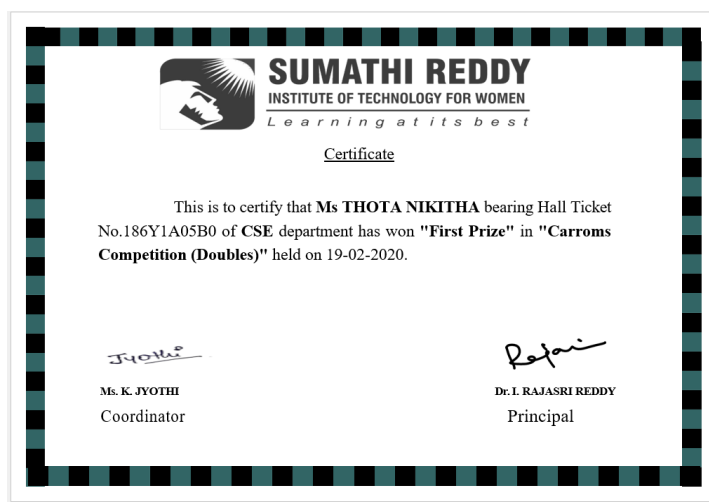 SUMATHI REDDY
INSTITUTE OF TECHNOLOGY FOR WOMEN
Learning at its best
Certificate
This is to certify that Ms THOTA NIKITHA bearing Hall Ticket
No.186Y1A05B0 of CSE department has won "First Prize" in "Carroms
Competition (Doubles)" held on 19-02-2020.
Jyothi
Rajasri
Ms. K. JYOTHI
Dr. I. RAJASRI REDDY
Coordinator
Principal